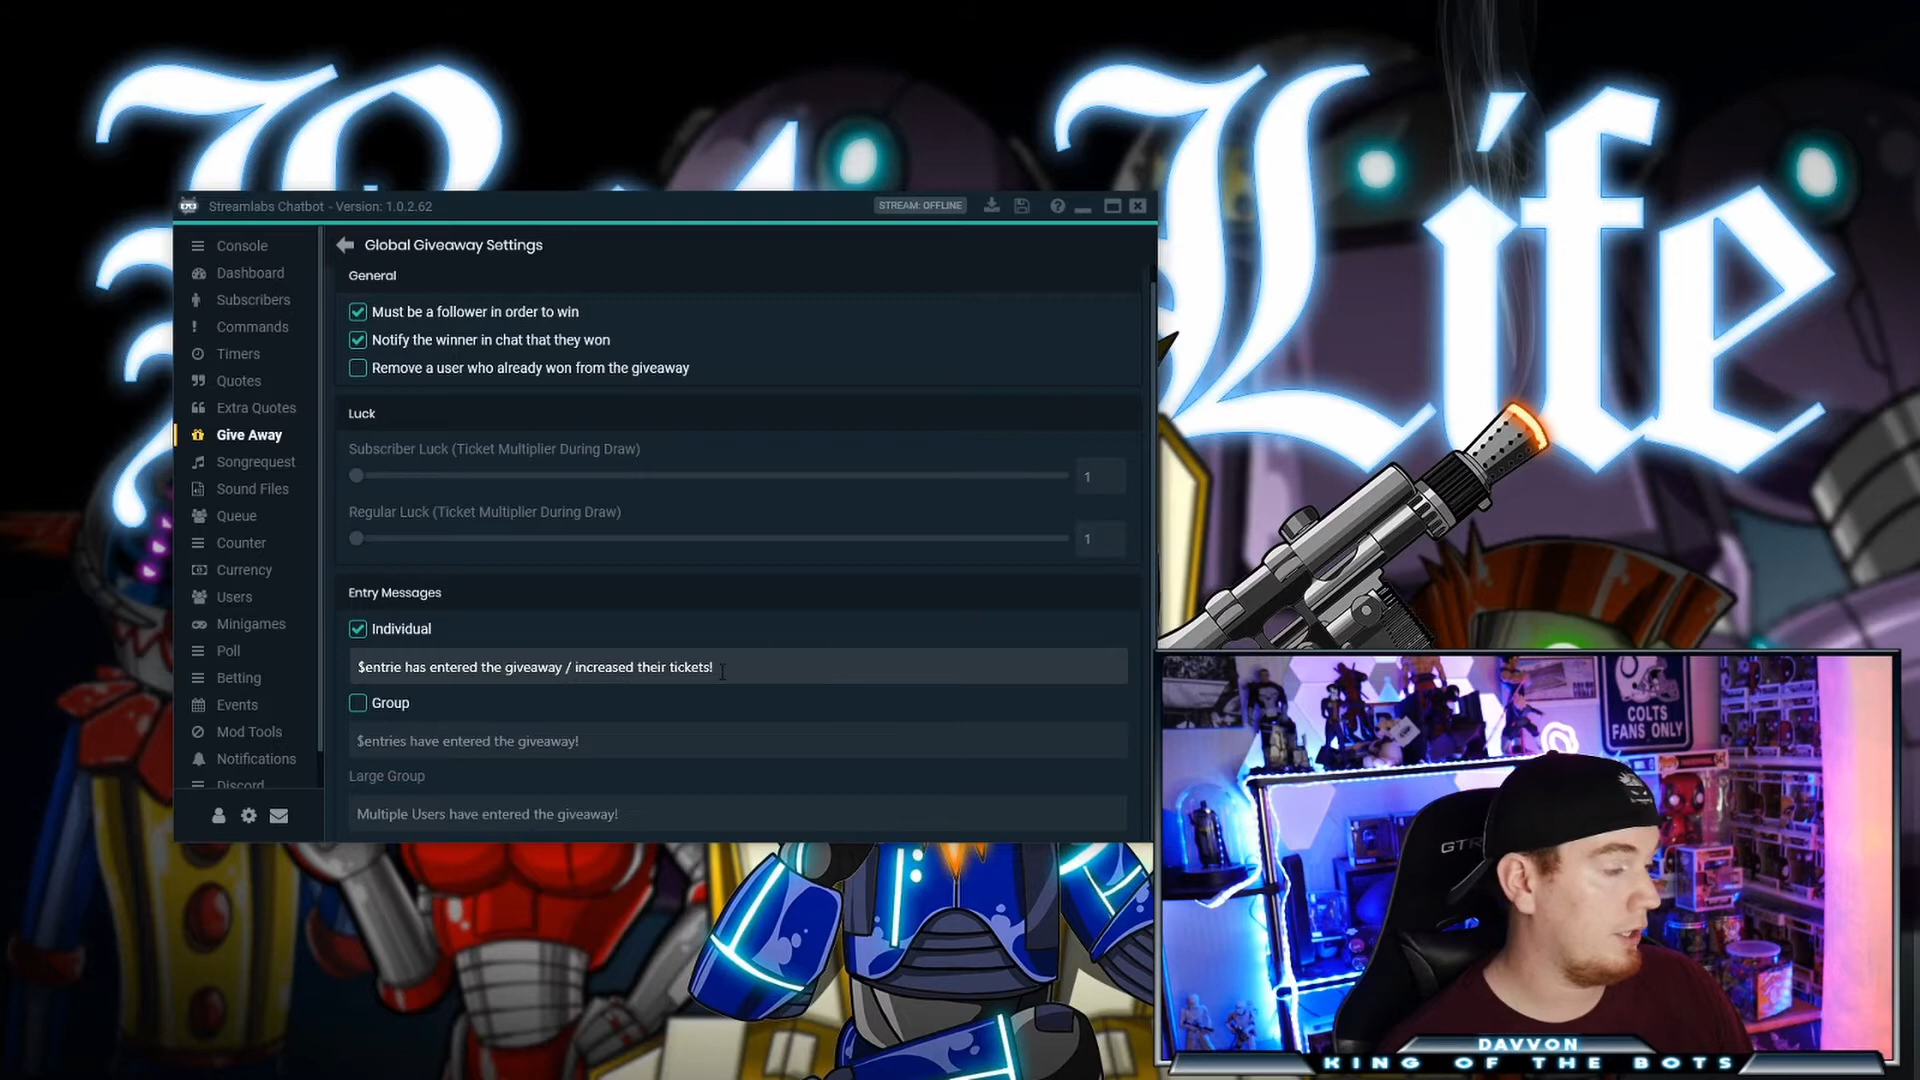 Life
Streamlabs Chatbot - Version: 1.0.2.62
STREAM: OFFLINE
Console
Dashboard
Subscribers
Commands
Timers
Quotes
Extra Quotes
Give Away
Songrequest
Sound Files
Queue
Counter
Currency
Users
Minigames
Poll
Betting
Events
Mod Tools
Notifications
Discord
Global Giveaway Settings
General
Must be a follower in order to win
Notify the winner in chat that they won
Remove a user who already won from the giveaway
Luck
Subscriber Luck (Ticket Multiplier During Draw)
1
Regular Luck (Ticket Multiplier During Draw)
1
Entry Messages
Individual
$entrie has entered the giveaway / increased their tickets!
Group
$entries have entered the giveaway!
Large Group
Multiple Users have entered the giveaway!
COLTS
FANS ONLY
DAVVON
KING OF THE BOTS